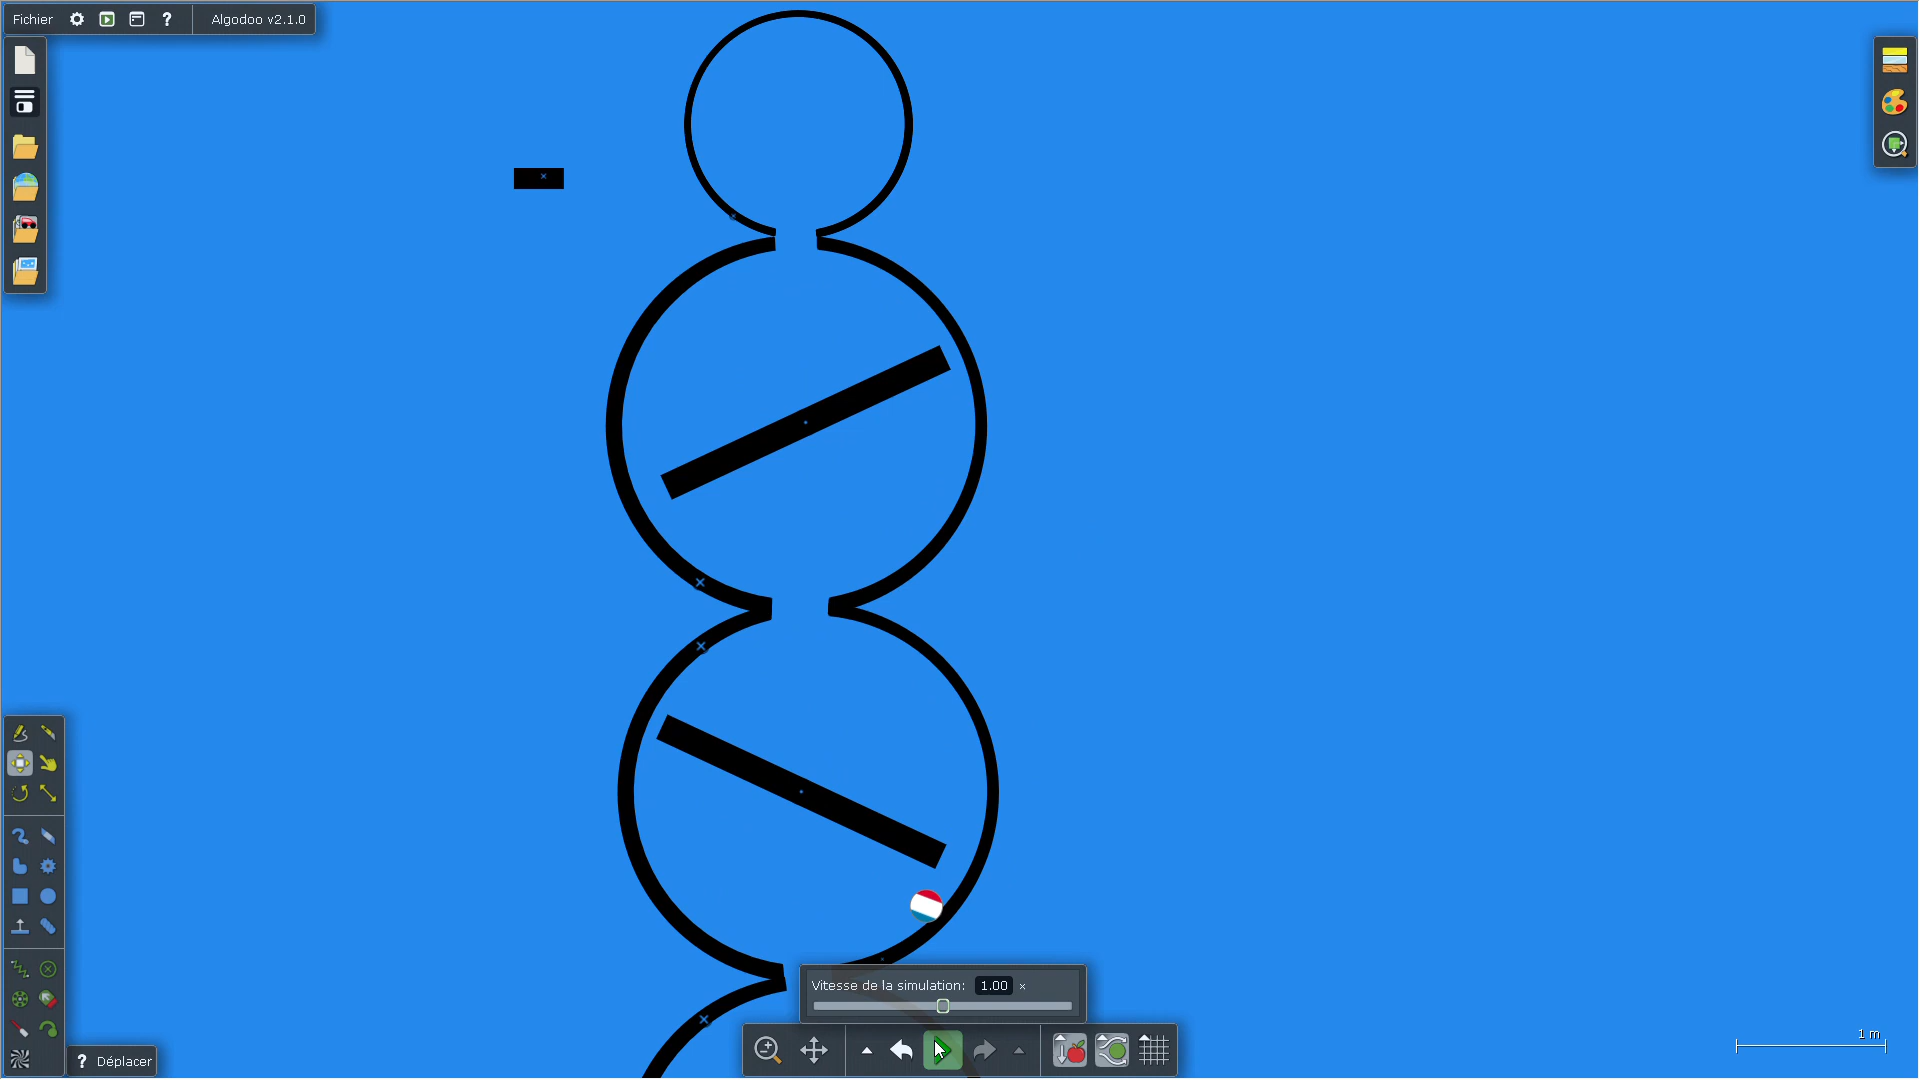 Fichier ? Algodoo v2.1.0
Vitesse de la simulation: 1.00 ×
1 m
? Déplacer